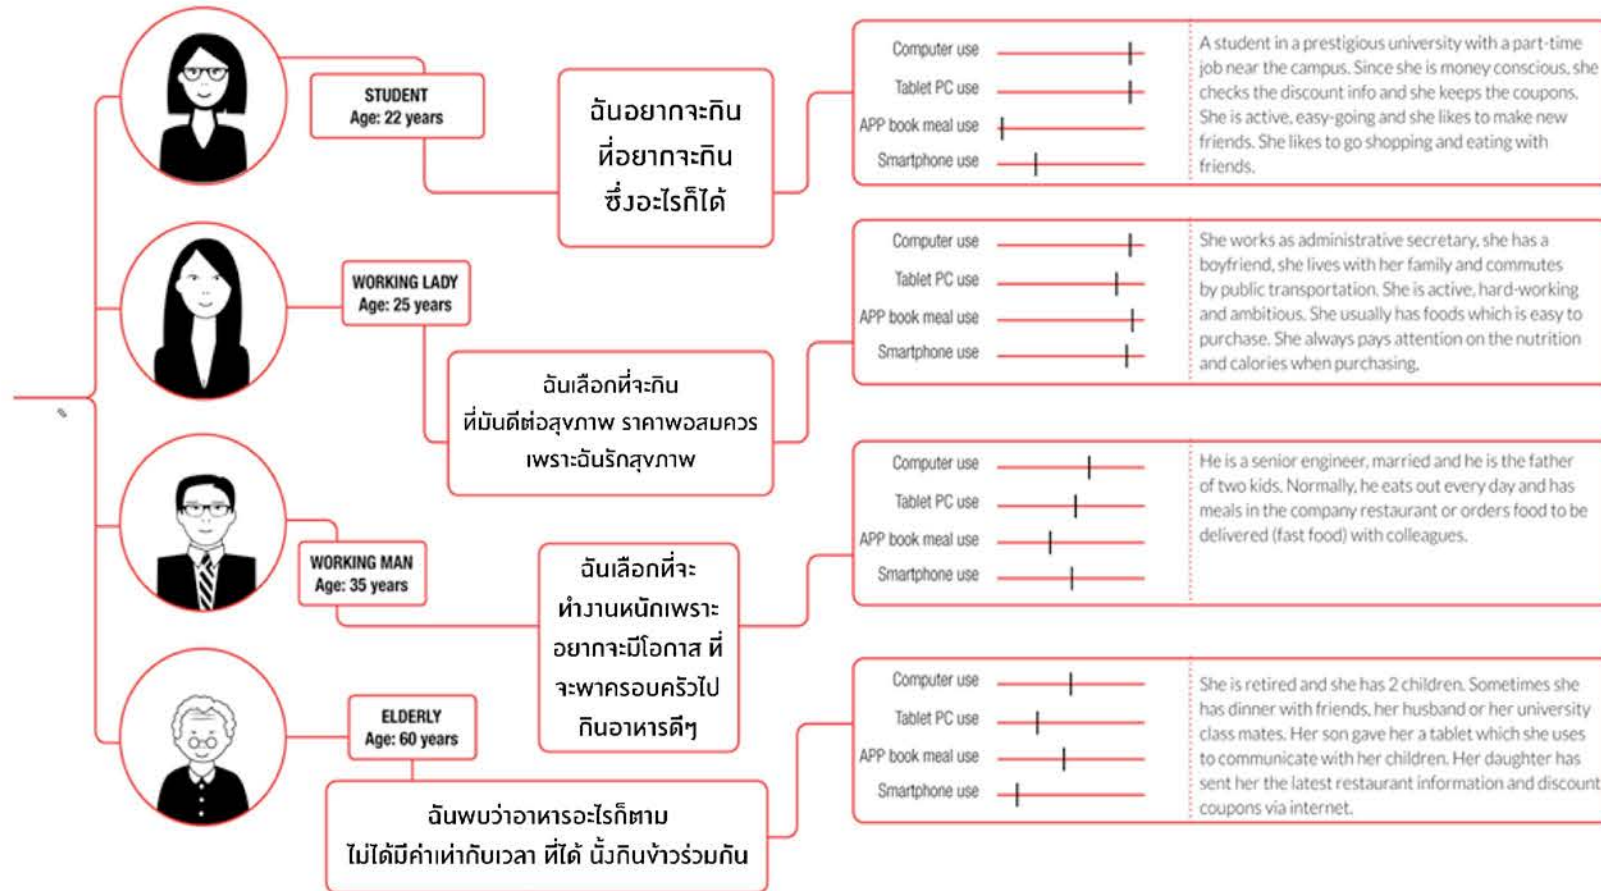 STUDENT
Age: 22 years
ฉันอยากจะกิน
ที่อยากจะกิน
ซึ่งอะไรก็ได้
Computer use
Tablet PC use
APP book meal use
Smartphone use
A student in a prestigious university with a part-time
job near the campus. Since she is money conscious, she
checks the discount info and she keeps the coupons.
She is active, easy-going and she likes to make new
friends. She likes to go shopping and eating with
friends.
WORKING LADY
Age: 25 years
ฉันเลือกที่จะกิน
ที่มันดีต่อสุขภาพ ราคาพอสมควร
เพราะฉันรักสุขภาพ
Computer use
Tablet PC use
APP book meal use
Smartphone use
She works as administrative secretary, she has a
boyfriend, she lives with her family and commutes
by public transportation. She is active, hard-working
and ambitious. She usually has foods which is easy to
purchase. She always pays attention on the nutrition
and calories when purchasing.
WORKING MAN
Age: 35 years
ฉันเลือกที่จะ
ทำงานหนักเพราะ
อยากจะมีโอกาส ที่
จะพาครอบครัวไป
กินอาหารดีๆ
Computer use
Tablet PC use
APP book meal use
Smartphone use
He is a senior engineer, married and he is the father
of two kids. Normally, he eats out every day and has
meals in the company restaurant or orders food to be
delivered (fast food) with colleagues.
ELDERLY
Age: 60 years
ฉันพบว่าอาหารอะไรก็ตาม
ไม่ได้มีค่าเท่ากับเวลา ที่ได้ นั้งกินข้าวร่วมกัน
Computer use
Tablet PC use
APP book meal use
Smartphone use
She is retired and she has 2 children. Sometimes she
has dinner with friends, her husband or her university
class mates. Her son gave her a tablet which she uses
to communicate with her children. Her daughter has
sent her the latest restaurant information and discount
coupons via internet.